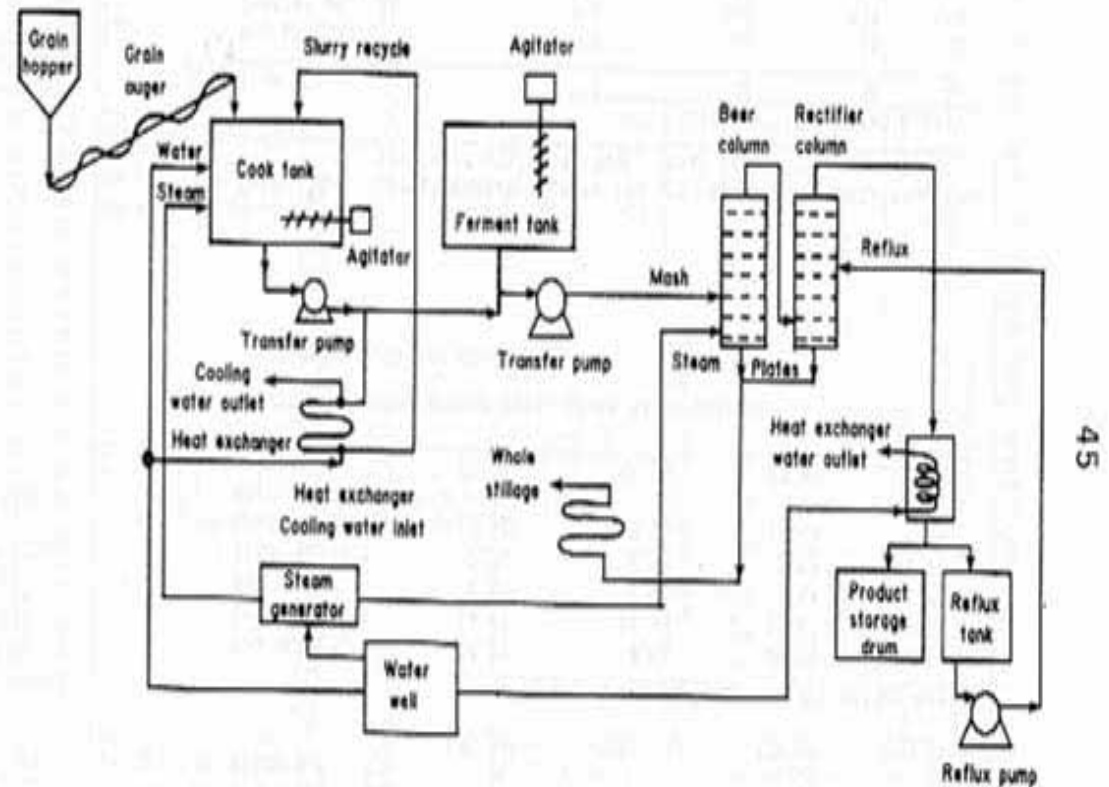 Grain
hopper
Grain
auger
Slurry recycle
Agitator
Beer
column
Rectifier
column
Water
Steam
Cook tank
Agitator
Ferment tank
Reflux
Mash
Transfer pump
Transfer pump
Steam
Plates
Cooling
water outlet
Heat exchanger
Heat exchanger
Cooling water inlet
Whole
stillage
Heat exchanger
water outlet
45
Steam
generator
Water
well
Product
storage
drum
Reflux
tank
Reflux pump